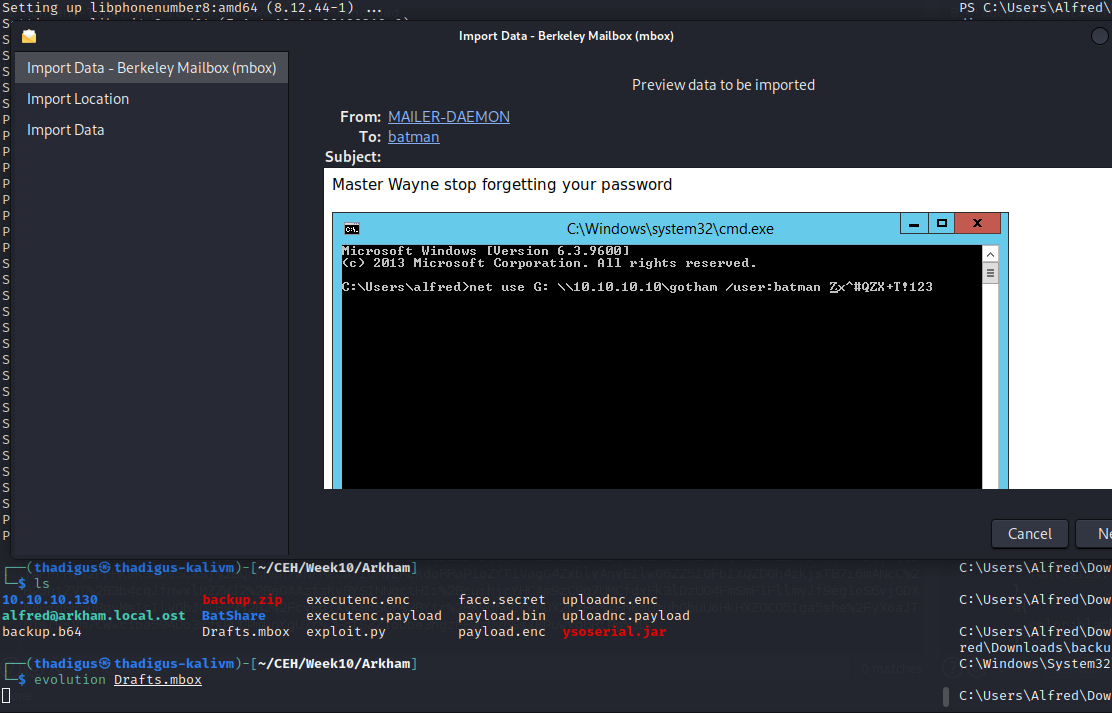 Setting up libphonenumber8:amd64 (8.12.44-1) ...
PS C:\Users\Alfred\
Import Data - Berkeley Mailbox (mbox)
Import Data - Berkeley Mailbox (mbox)
Import Location
Import Data
Preview data to be imported
From: MAILER-DAEMON
To: batman
Subject:
Master Wayne stop forgetting your password
C:\Windows\system32\cmd.exe
Microsoft Windows [Version 6.3.9600]
(c) 2013 Microsoft Corporation. All rights reserved.
C:\Users\alfred>net use G: \\10.10.10.10\gotham /user:batman Zx^#QZX+T!123
Cancel
Ne
┌──(thadigus㉿thadigus-kalivm)-[~/CEH/Week10/Arkham]
└─$ ls
10.10.10.130 backup.zip executenc.enc face.secret uploadnc.enc
alfred@arkham.local.ost BatShare executenc.payload payload.bin uploadnc.payload
backup.b64 Drafts.mbox exploit.py payload.enc ysoserial.jar
┌──(thadigus㉿thadigus-kalivm)-[~/CEH/Week10/Arkham]
└─$ evolution Drafts.mbox
C:\Users\Alfred\Dow
C:\Users\Alfred\Dow
C:\Users\Alfred\Dow
red\Downloads\backu
C:\Windows\System32
C:\Users\Alfred\Dow